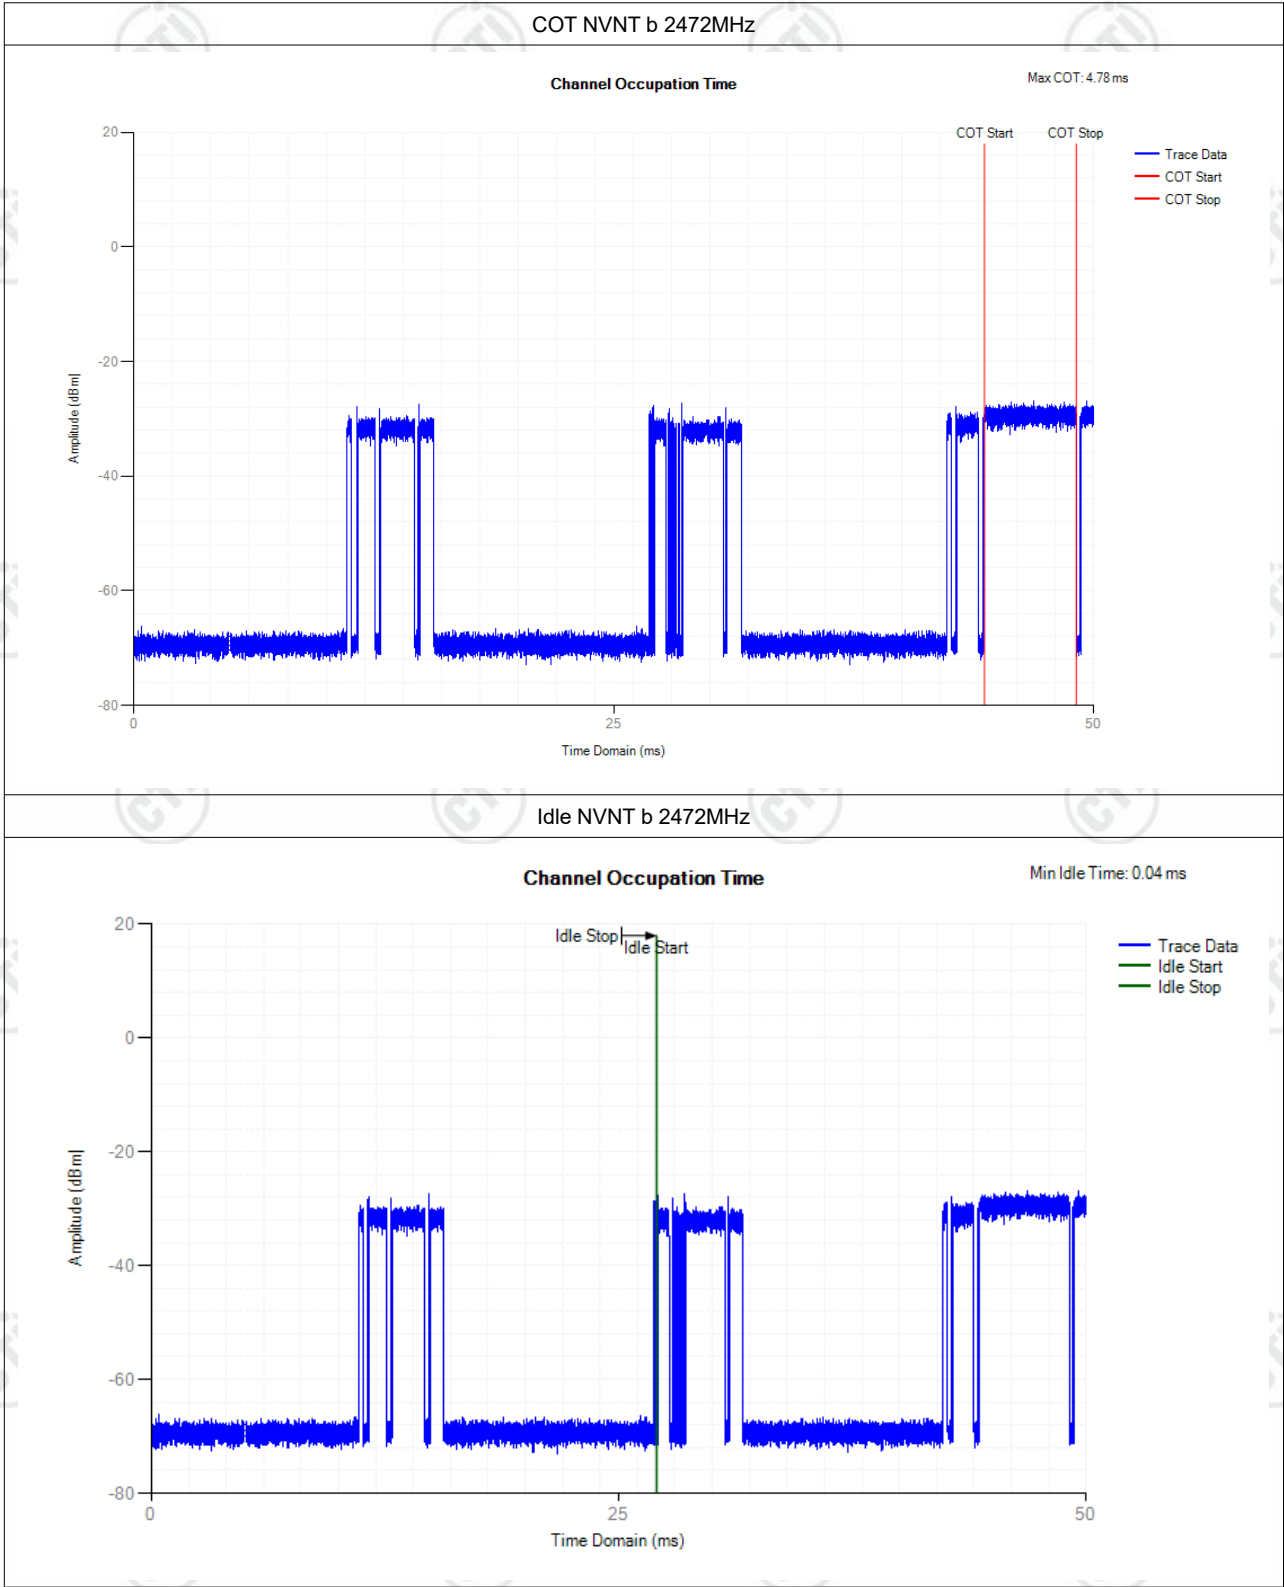 COT NVNT b 2472MHz
Channel Occupation Time
Max COT: 4.78 ms
20
0
-20
-40
-60
-80
Amplitude [dBm]
COT Start
COT Stop
Trace Data
COT Start
COT Stop
0
25
50
Time Domain (ms)
Idle NVNT b 2472MHz
Channel Occupation Time
Min Idle Time: 0.04 ms
20
0
-20
-40
-60
-80
Amplitude [dBm]
Idle Stop
Idle Start
Trace Data
Idle Start
Idle Stop
0
25
50
Time Domain (ms)